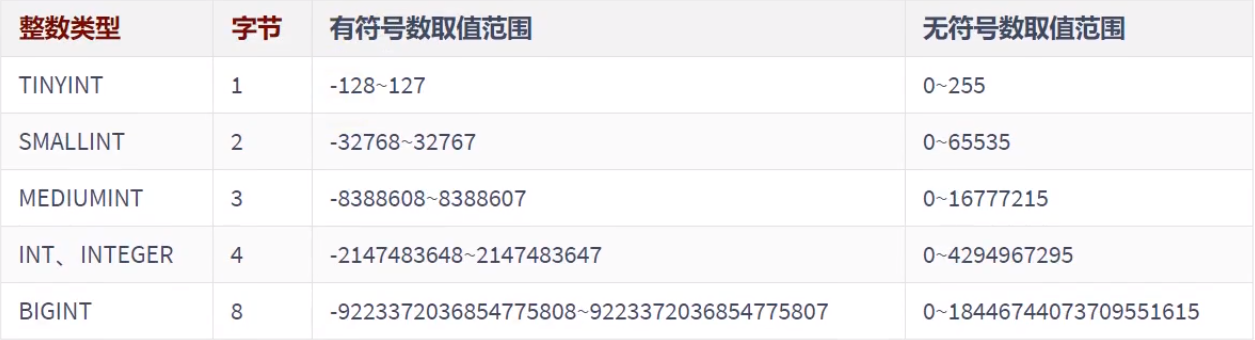 整数类型 字节 有符号数取值范围 无符号数取值范围
TINYINT 1 -128~127 0~255
SMALLINT 2 -32768~32767 0~65535
MEDIUMINT 3 -8388608~8388607 0~16777215
INT、INTEGER 4 -2147483648~2147483647 0~4294967295
BIGINT 8 -9223372036854775808~9223372036854775807 0~18446744073709551615